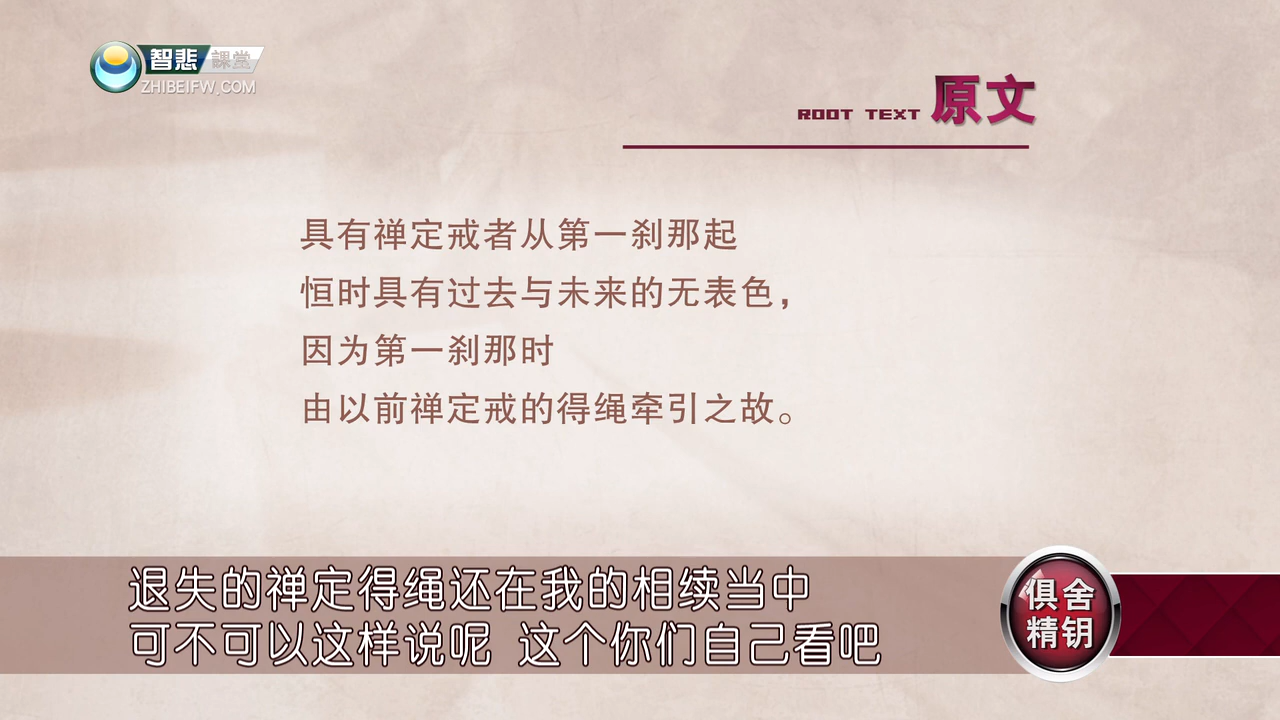 智悲 課堂
ZHIBEIFW.COM
ROOT TEXT 原文
具有禅定戒者从第一刹那起
恒时具有过去与未来的无表色，
因为第一刹那时
由以前禅定戒的得绳牵引之故。
退失的禅定得绳还在我的相续当中
可不可以这样说呢 这个你们自己看吧
俱舍
精钥